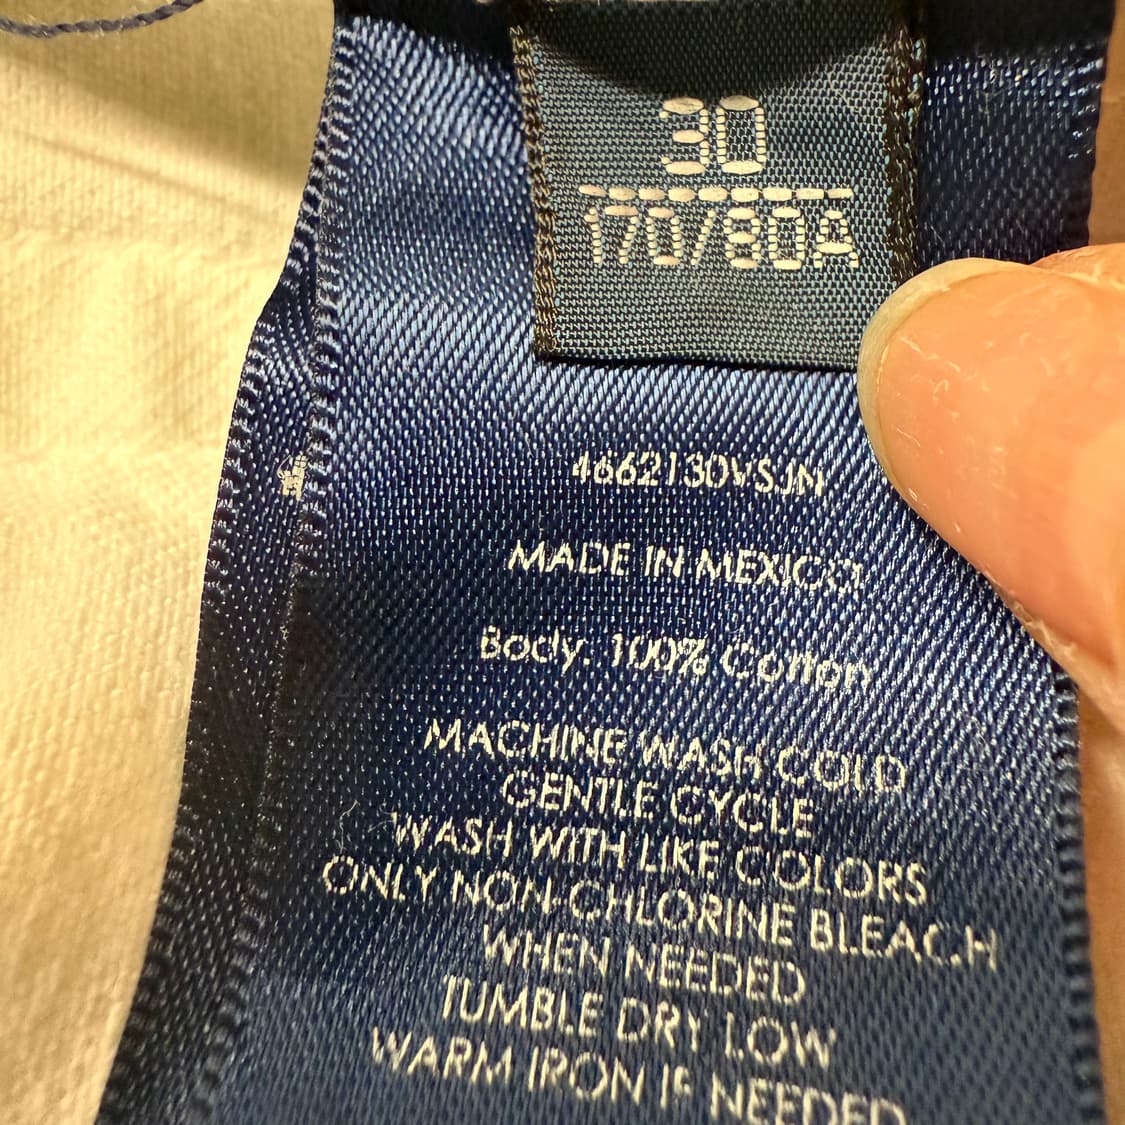 30
170/80A
4662130VSJN
MADE IN MEXICO
Body: 100% Cotton
MACHINE WASH COLD
GENTLE CYCLE
WASH WITH LIKE COLORS
ONLY NON-CHLORINE BLEACH
WHEN NEEDED
TUMBLE DRY LOW
WARM IRON IF NEEDED